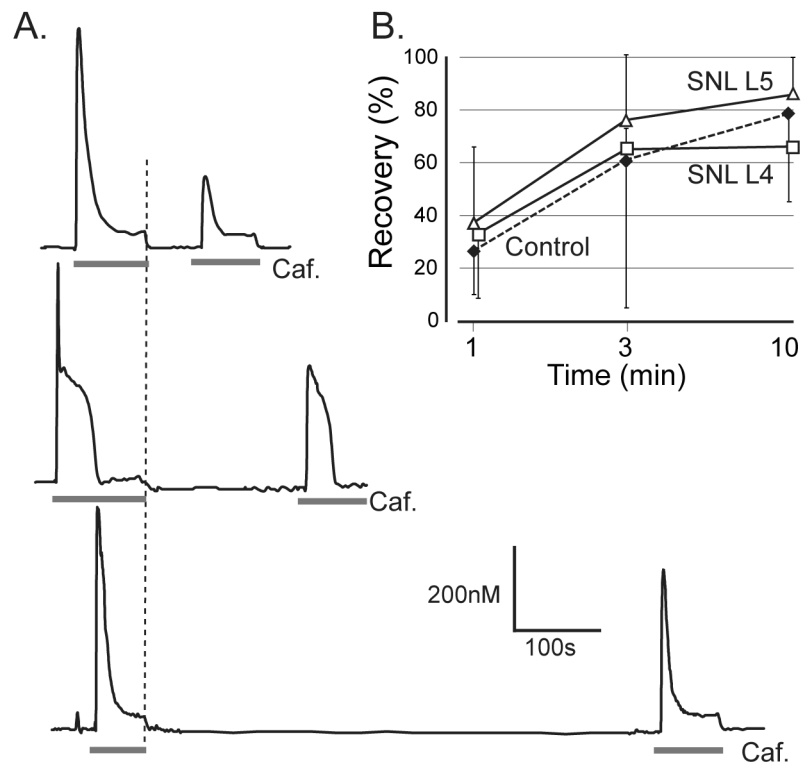 A.
Caf.
Caf.
200nM
100s
Caf.
B.
Recovery (%)
100
80
60
40
20
0
SNL L5
SNL L4
Control
1
3
10
Time (min)